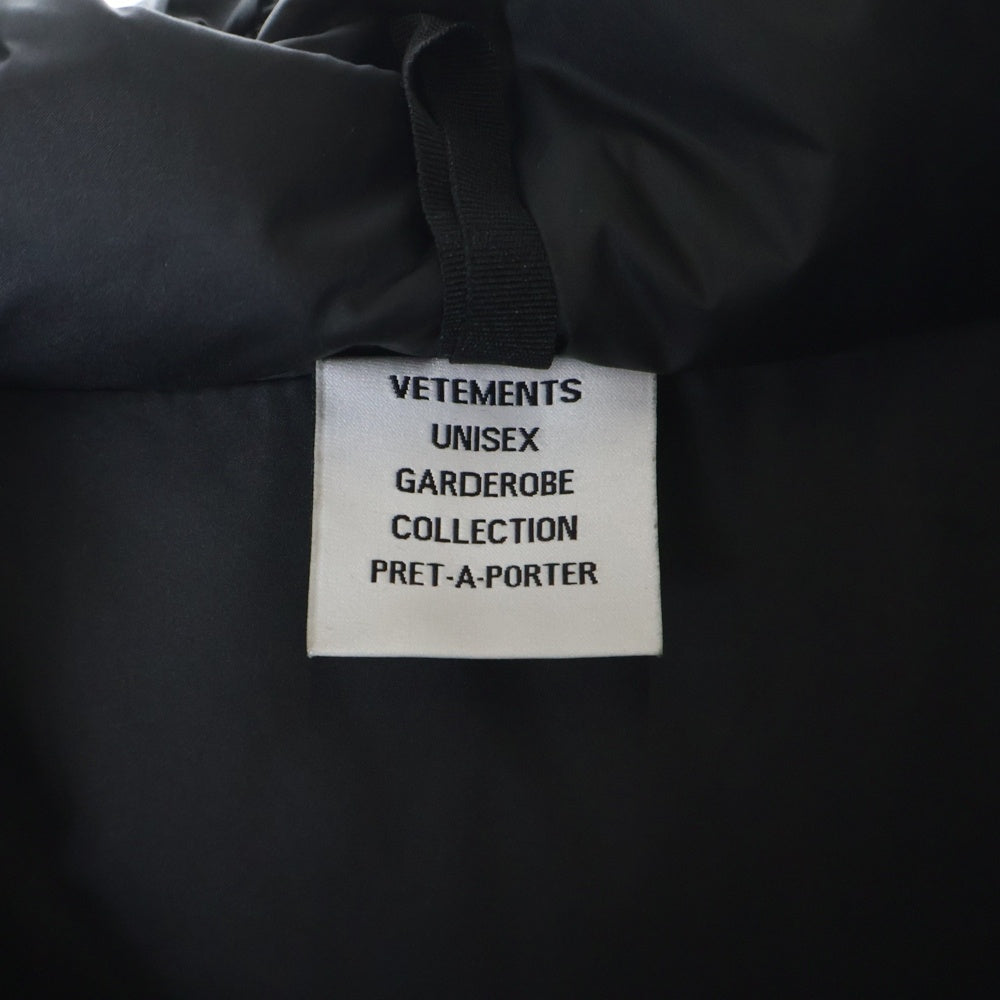 VETEMENTS
UNISEX
GARDEROBE
COLLECTION
PRET-A-PORTER